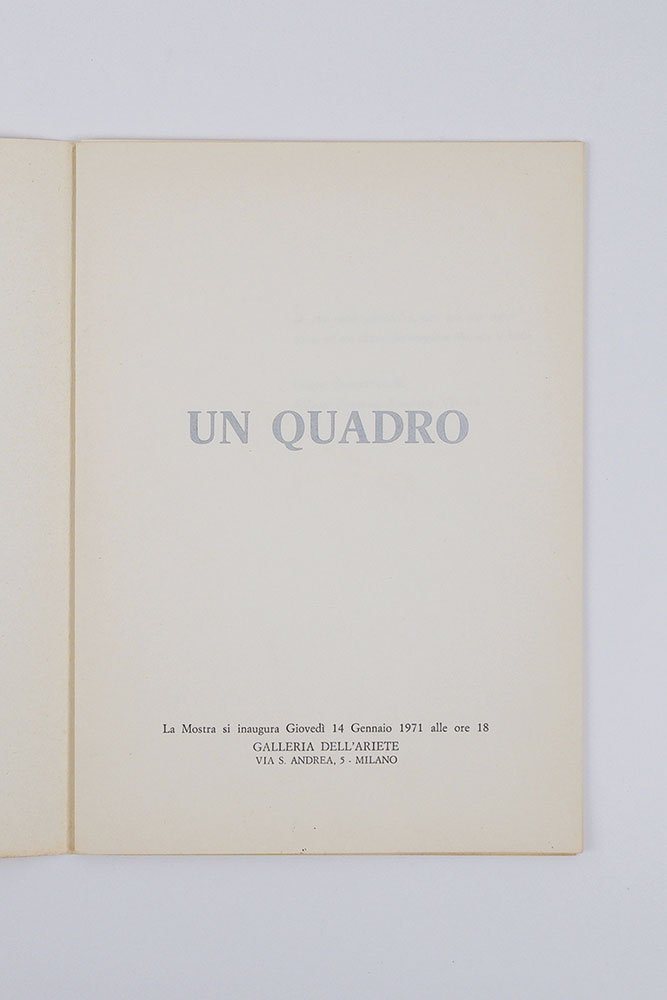 UN QUADRO
La Mostra si inaugura Giovedì 14 Gennaio 1971 alle ore 18
GALLERIA DELL'ARIETE
VIA S. ANDREA, 5 - MILANO